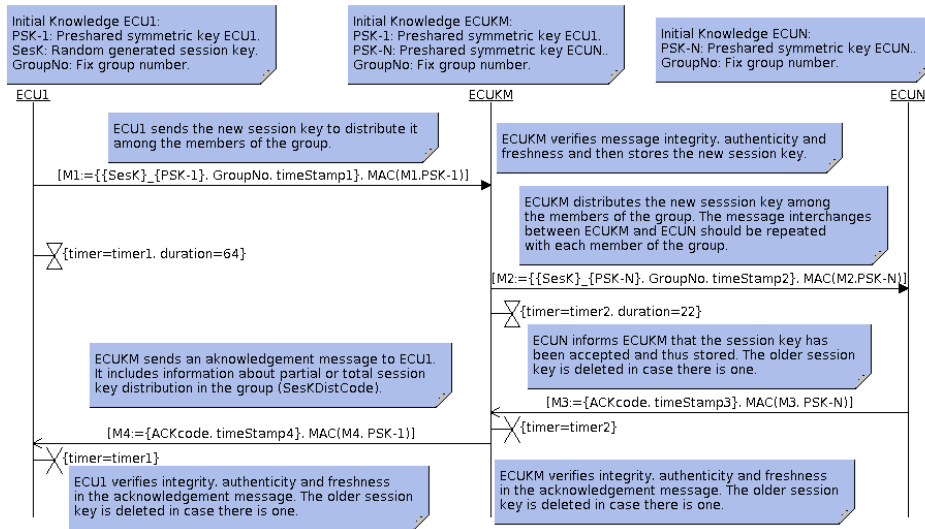 Initial Knowledge ECU1:
PSK-1: Preshared symmetric key ECU1.
SesK: Random generated session key.
GroupNo: Fix group number.
Initial Knowledge ECUKM:
PSK-1: Preshared symmetric key ECU1.
PSK-N: Preshared symmetric key ECUN..
GroupNo: Fix group number.
Initial Knowledge ECUN:
PSK-N: Preshared symmetric key ECUN..
GroupNo: Fix group number.
ECU1
ECUKM
ECUN
ECU1 sends the new session key to distribute it
among the members of the group.
ECUKM verifies message integrity. authenticity and
freshness and then stores the new session key.
[M1:={{SesK}_{PSK-1}. GroupNo. timeStamp1}. MAC(M1.PSK-1)]
ECUKM distributes the new sesssion key among
the members of the group. The message interchanges
between ECUKM and ECUN should be repeated
with each member of the group.
{timer=timer1. duration=64}
[M2:={{SesK}_{PSK-N}. GroupNo. timeStamp2}. MAC(M2.PSK-N)]
{timer=timer2. duration=22}
ECUN informs ECUKM that the session key has
been accepted and thus stored. The older session
key is deleted in case there is one.
ECUKM sends an aknowledgement message to ECU1.
It includes information about partial or total session
key distribution in the group (SesKDistCode).
[M3:={ACKcode. timeStamp3}. MAC(M3. PSK-N)]
{timer=timer2}
[M4:={ACKcode. timeStamp4}. MAC(M4. PSK-1)]
{timer=timer1}
ECU1 verifies integrity. authenticity and freshness
in the acknowledgement message. The older session
key is deleted in case there is one.
ECUKM verifies integrity. authenticity and freshness
in the acknowledgement message. The older session
key is deleted in case there is one.